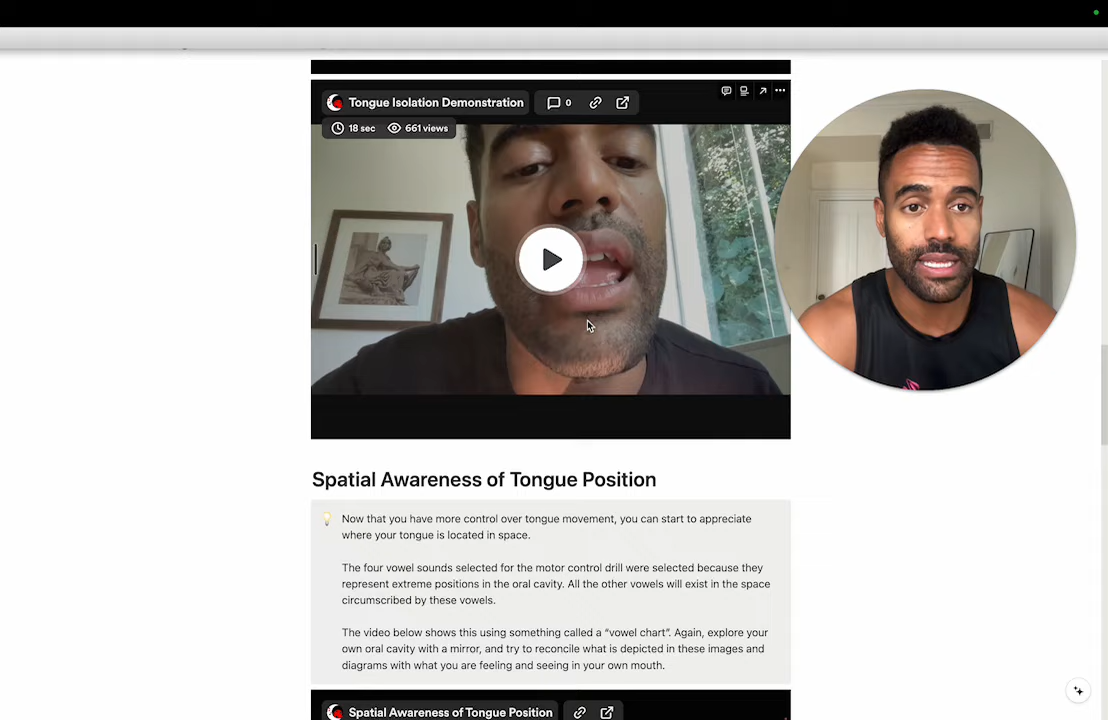 Tongue Isolation Demonstration
0
18 sec
661 views
Spatial Awareness of Tongue Position
Now that you have more control over tongue movement, you can start to appreciate
where your tongue is located in space.
The four vowel sounds selected for the motor control drill were selected because they
represent extreme positions in the oral cavity. All the other vowels will exist in the space
circumscribed by these vowels.
The video below shows this using something called a “vowel chart”. Again, explore your
own oral cavity with a mirror, and try to reconcile what is depicted in these images and
diagrams with what you are feeling and seeing in your own mouth.
Spatial Awareness of Tongue Position